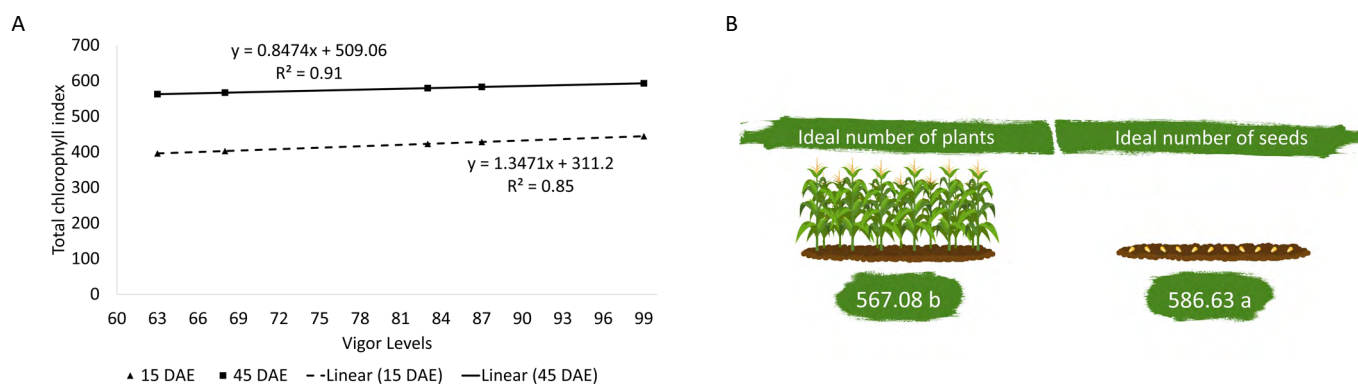 A
B
700
600
500
400
300
200
100
0
Total chlorophyll index
y = 0.8474x + 509.06
R² = 0.91
y = 1.3471x + 311.2
R² = 0.85
60 63 66 69 72 75 78 81 84 87 90 93 96 99
Vigor Levels
15 DAE 45 DAE Linear (15 DAE) Linear (45 DAE)
Ideal number of plants
Ideal number of seeds
567.08 b
586.63 a